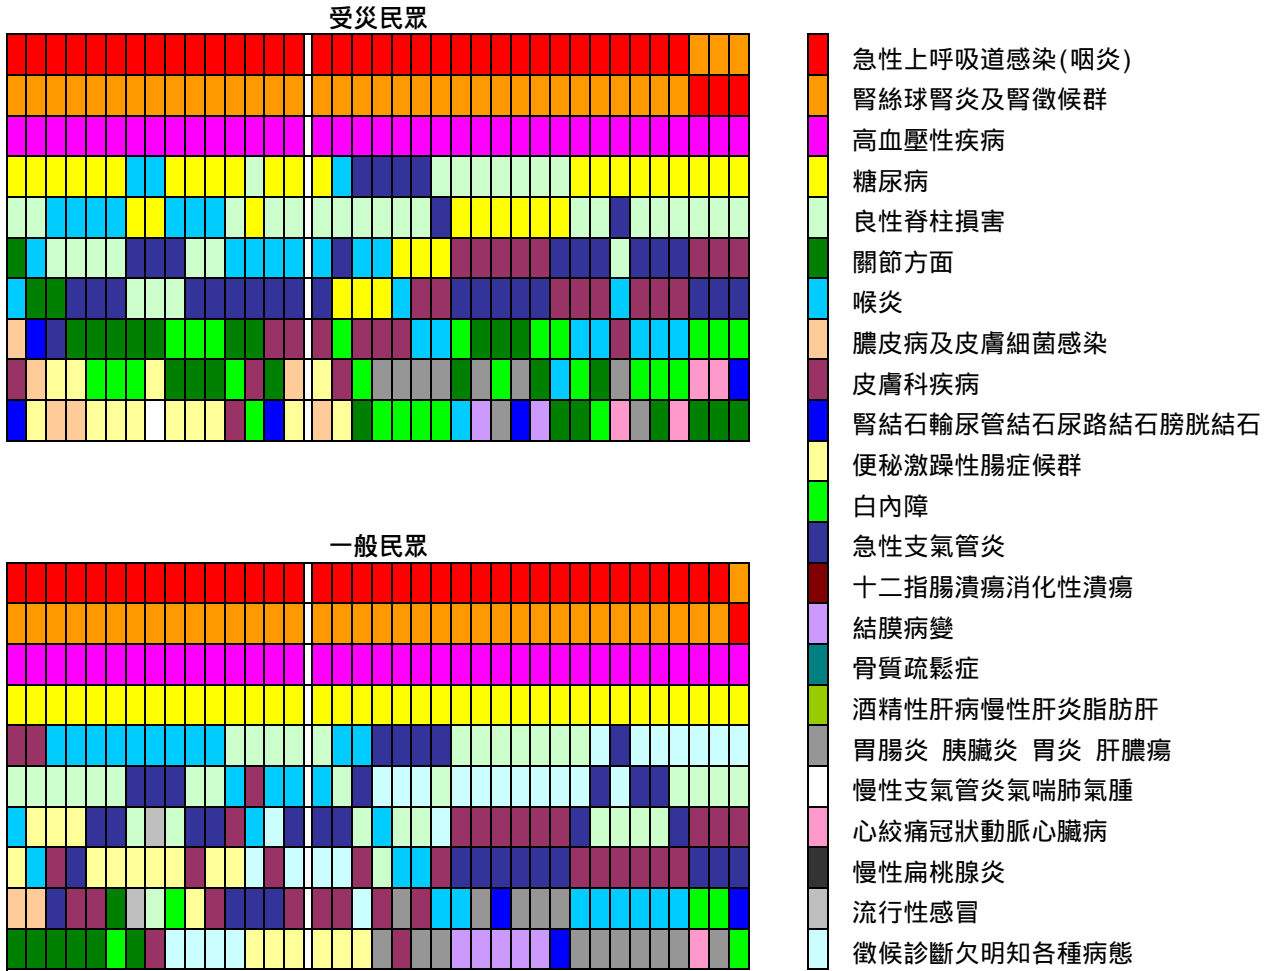 受災民眾
一般民眾
急性上呼吸道感染(咽炎)
腎絲球腎炎及腎徵候群
高血壓性疾病
糖尿病
良性脊柱損害
關節方面
喉炎
膿皮病及皮膚細菌感染
皮膚科疾病
腎結石輸尿管結石尿路結石膀胱結石
便秘激躁性腸症候群
白內障
急性支氣管炎
十二指腸潰瘍消化性潰瘍
結膜病變
骨質疏鬆症
酒精性肝病慢性肝炎脂肪肝
胃腸炎 胰臟炎 胃炎 肝膿瘍
慢性支氣管炎氣喘肺氣腫
心絞痛冠狀動脈心臟病
慢性扁桃腺炎
流行性感冒
徵候診斷欠明知各種病態